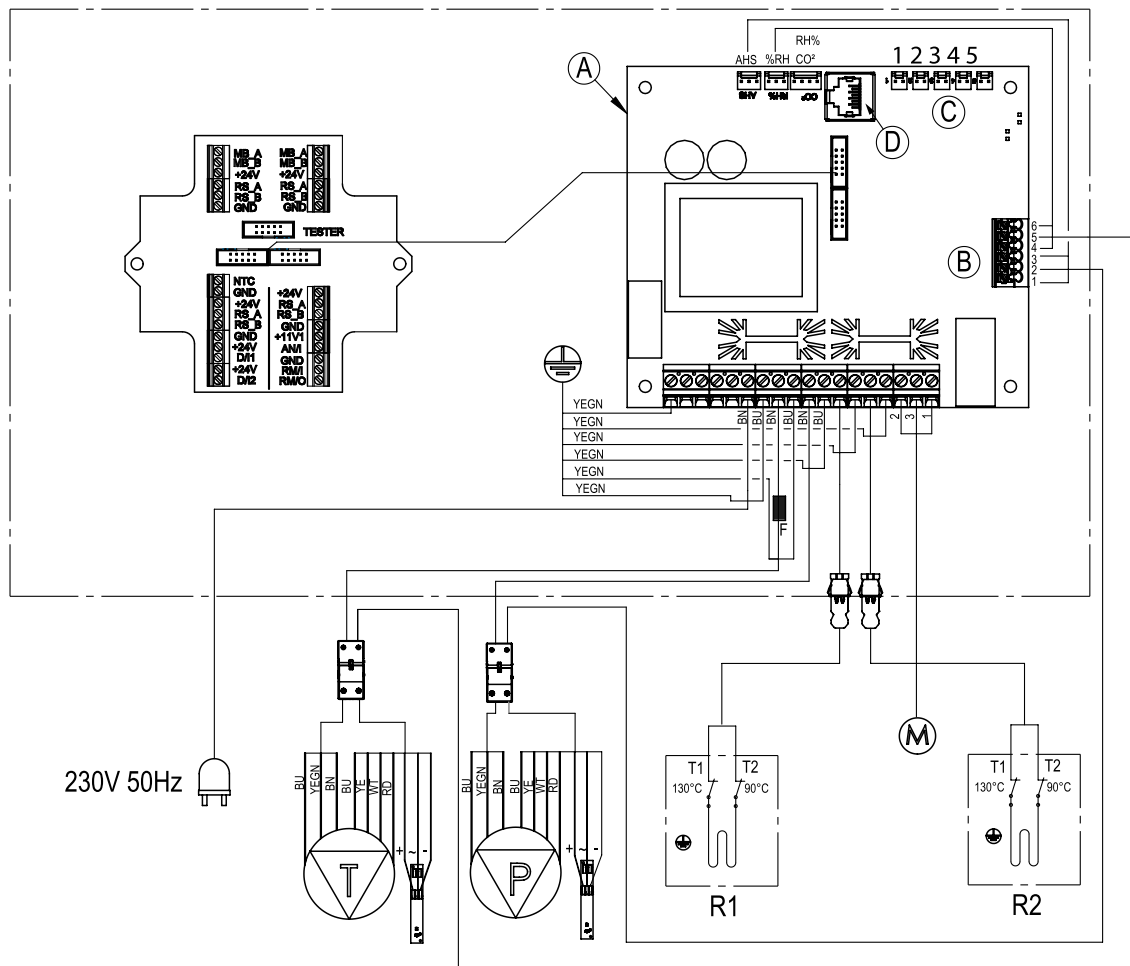 RH%
AHS %RH CO²
AHS RH% CO²
1 2 3 4 5
A
C
D
MB_A MB_A
MB_B MB_B
+24V +24V
RS_A RS_A
RS_B RS_B
GND GND
TESTER
NTC
GND
+24V
RS_A
RS_B
GND
+24V
D/I1
+24V
D/I2
+24V
RS_A
RS_B
GND
+11V1
AN/I
GND
RM/I
RM/O
B
6
5
4
3
2
1
YEGN
YEGN
YEGN
YEGN
YEGN
YEGN
BN BU BN BU BN BU
2 3 1
F
230V 50Hz
BU YEGN BN BU YE WT RD
+ ~ -
T
BU YEGN BN BU YE WT RD
+ ~ -
P
M
T1 T2
130°C 90°C
R1
T1 T2
130°C 90°C
R2